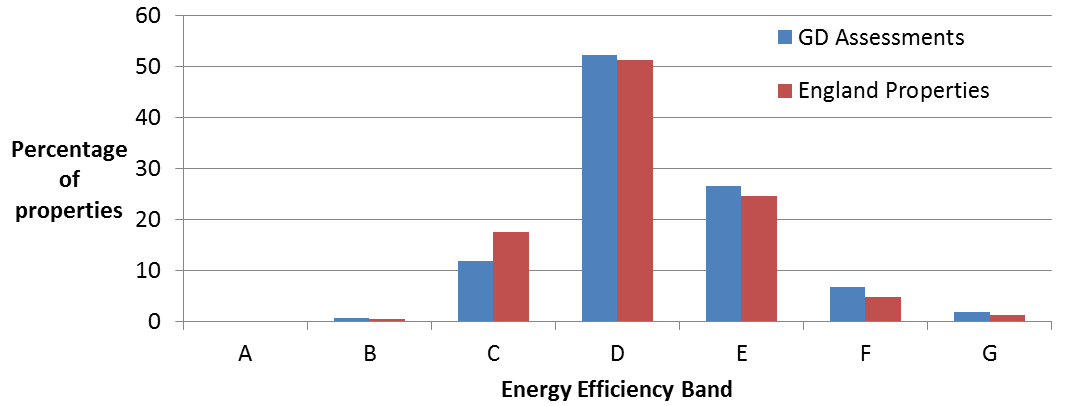 60
50
40
30
20
10
0
Percentage
of
properties
GD Assessments
England Properties
A B C D E F G
Energy Efficiency Band